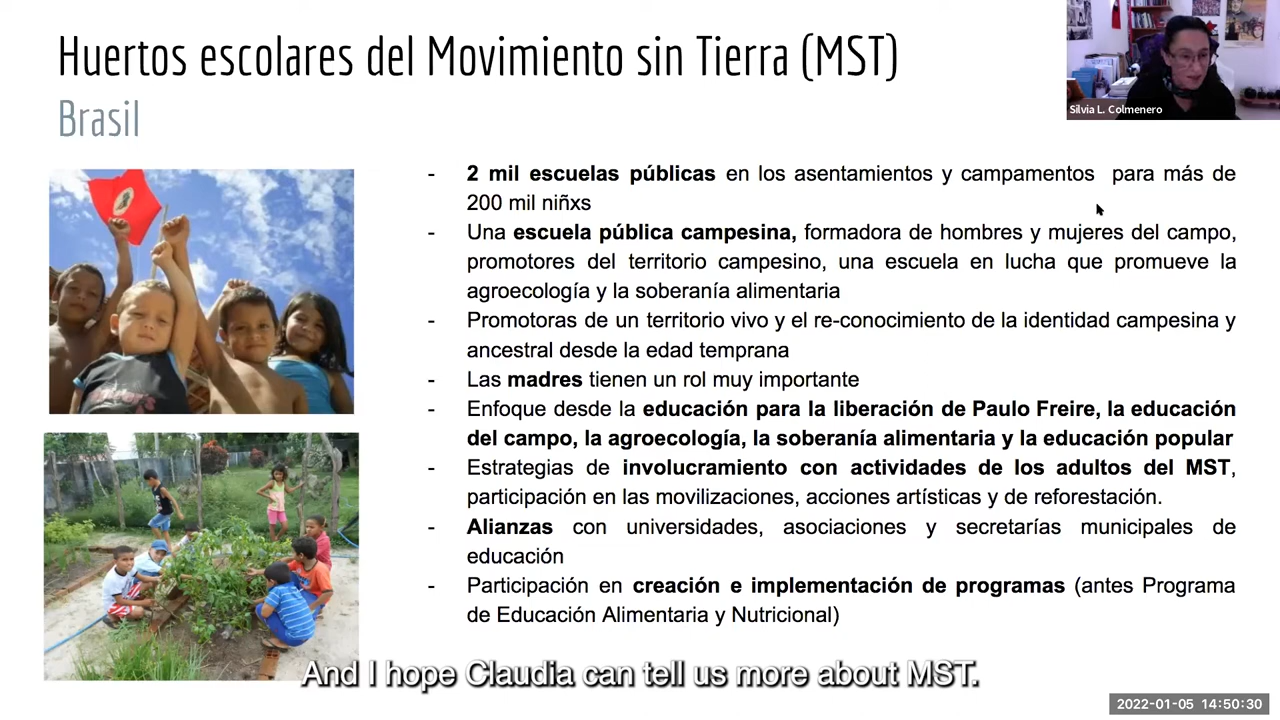 Huertos escolares del Movimiento sin Tierra (MST)
Brasil
Silvia L. Colmenero
- 2 mil escuelas públicas en los asentamientos y campamentos para más de
200 mil niñxs
- Una escuela pública campesina, formadora de hombres y mujeres del campo,
promotores del territorio campesino, una escuela en lucha que promueve la
agroecología y la soberanía alimentaria
- Promotoras de un territorio vivo y el re-conocimiento de la identidad campesina y
ancestral desde la edad temprana
- Las madres tienen un rol muy importante
- Enfoque desde la educación para la liberación de Paulo Freire, la educación
del campo, la agroecología, la soberanía alimentaria y la educación popular
- Estrategias de involucramiento con actividades de los adultos del MST,
participación en las movilizaciones, acciones artísticas y de reforestación.
- Alianzas con universidades, asociaciones y secretarías municipales de
educación
- Participación en creación e implementación de programas (antes Programa
de Educación Alimentaria y Nutricional)
And I hope Claudia can tell us more about MST.
2022-01-05 14:50:30